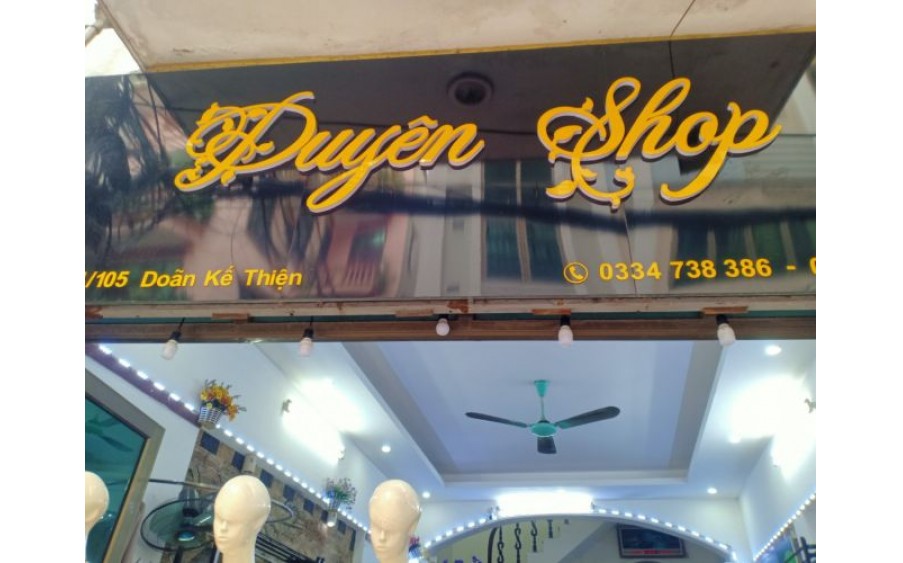 Duyên Shop
/105 Doãn Kế Thiện
0334 738 386 -